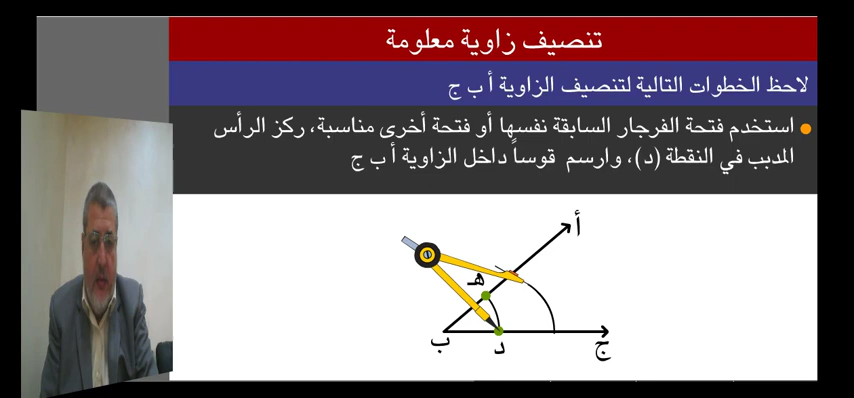 تنصيف زاوية معلومة
لاحظ الخطوات التالية لتنصيف الزاوية أ ب ج
استخدم فتحة الفرجار السابقة نفسها أو فتحة أخرى مناسبة، ركز الرأس
المدبب في النقطة (د)، وارسم قوساً داخل الزاوية أ ب ج
أ
هـ
ب
د
ج